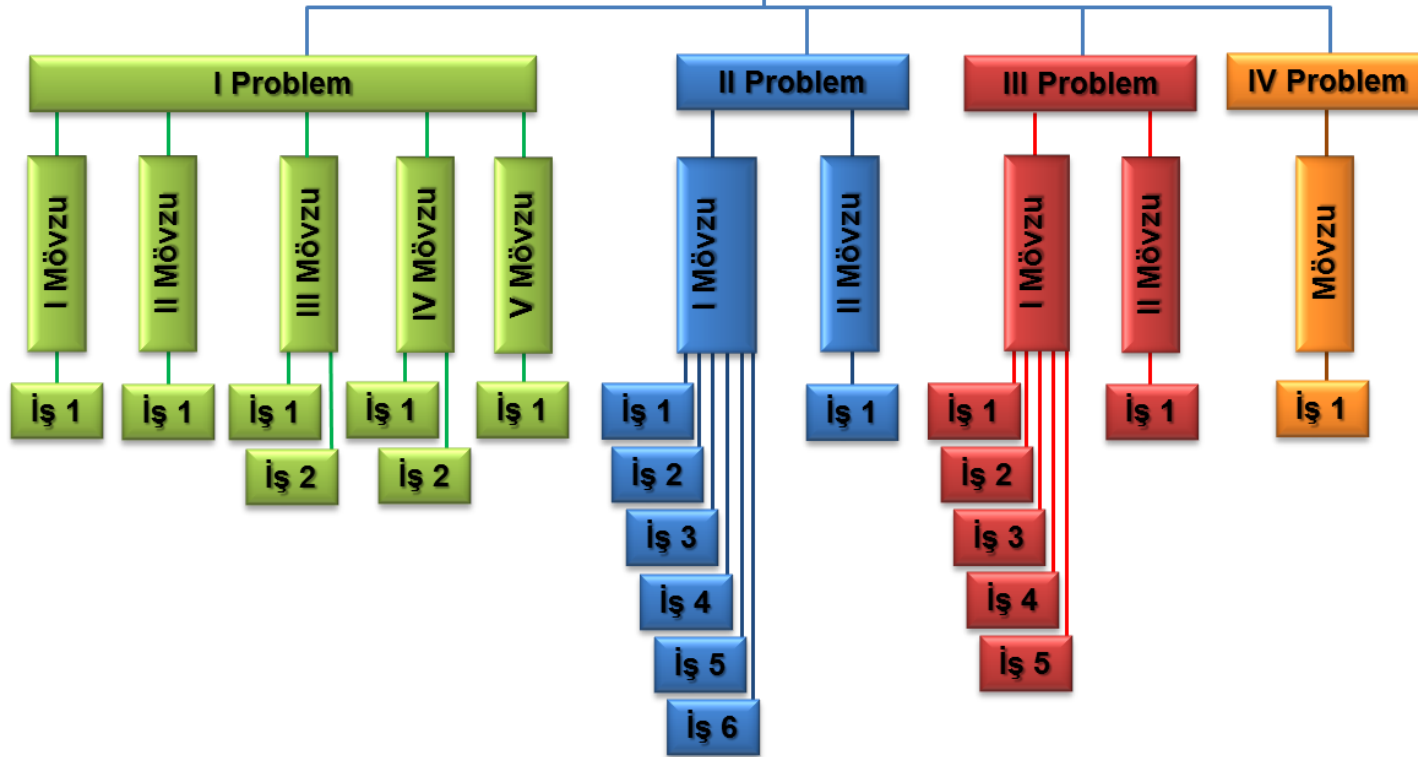 I Problem
II Problem
III Problem
IV Problem
I Mövzu
II Mövzu
III Mövzu
IV Mövzu
V Mövzu
I Mövzu
II Mövzu
I Mövzu
II Mövzu
Mövzu
İş 1
İş 1
İş 1
İş 1
İş 1
İş 1
İş 1
İş 1
İş 1
İş 1
İş 2
İş 2
İş 2
İş 2
İş 3
İş 3
İş 4
İş 4
İş 5
İş 5
İş 6